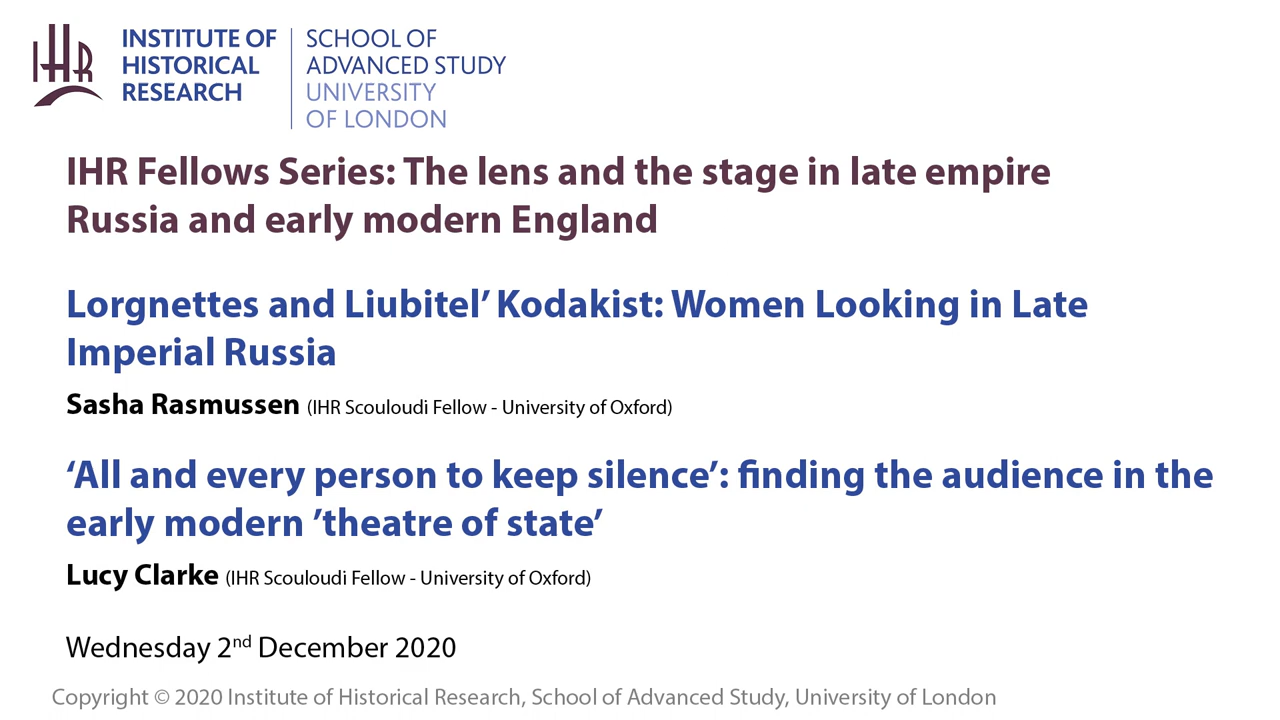 IHR
INSTITUTE OF
HISTORICAL
RESEARCH
SCHOOL OF
ADVANCED STUDY
UNIVERSITY
OF LONDON
IHR Fellows Series: The lens and the stage in late empire
Russia and early modern England
Lorgnettes and Liubitel’ Kodakist: Women Looking in Late
Imperial Russia
Sasha Rasmussen (IHR Scouloudi Fellow - University of Oxford)
‘All and every person to keep silence’: finding the audience in the
early modern ’theatre of state’
Lucy Clarke (IHR Scouloudi Fellow - University of Oxford)
Wednesday 2nd December 2020
Copyright © 2020 Institute of Historical Research, School of Advanced Study, University of London